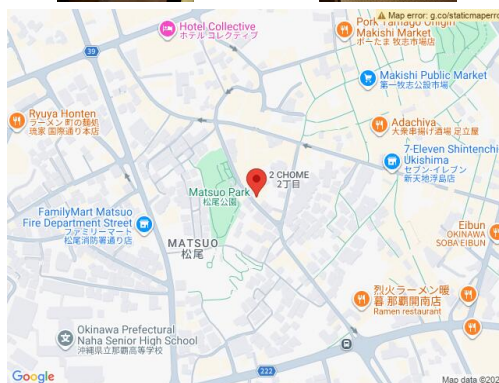 Map error: g.co/staticmaperr
Pork Tamago Onigiri
Makishi Market
ポーたま 牧志市場店
Hotel Collective
ホテル コレクティブ
39
Makishi Public Market
第一牧志公設市場
Ryuya Honten
ラーメン 町の麺処
琉家 国際通り本店
Adachiya
大衆串揚げ酒場 足立屋
7-Eleven Shintenchi
Ukishima
セブン-イレブン
新天地浮島店
2 CHOME
2丁目
Matsuo Park
松尾公園
FamilyMart Matsuo
Fire Department Street
ファミリーマート
松尾消防署通り店
MATSUO
松尾
Eibun
OKINAWA
SOBA EIBUN
烈火ラーメン暖
暮 那覇開南店
Ramen restaurant
Okinawa Prefectural
Naha Senior High School
沖縄県立那覇高等学校
222
Google
Map data ©202